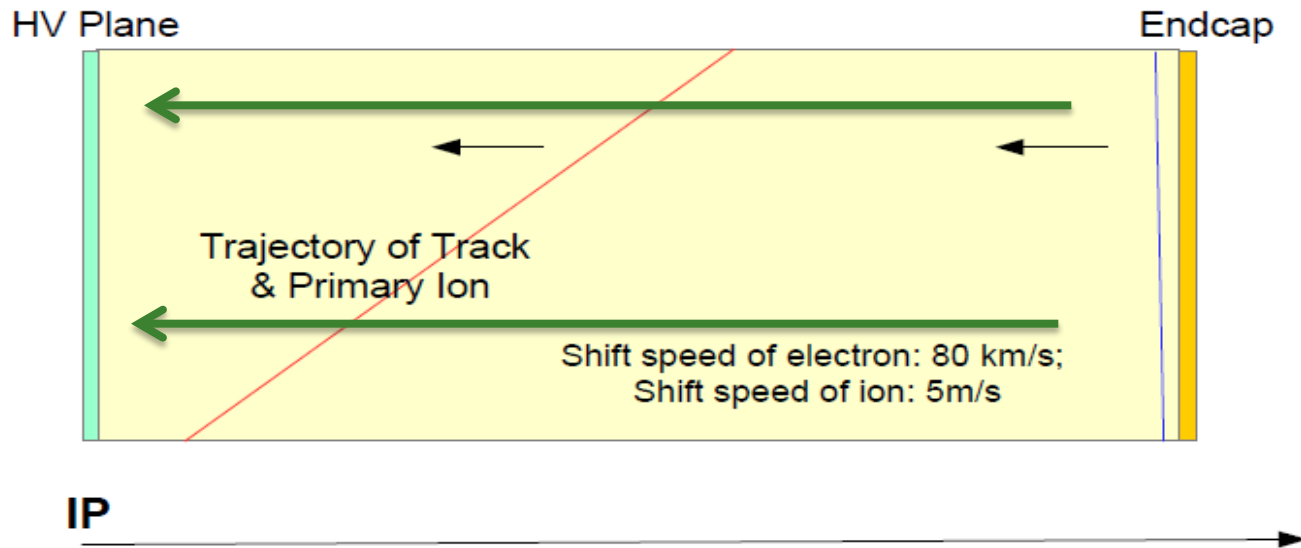 HV Plane
Endcap
Trajectory of Track
& Primary Ion
Shift speed of electron: 80 km/s;
Shift speed of ion: 5m/s
IP